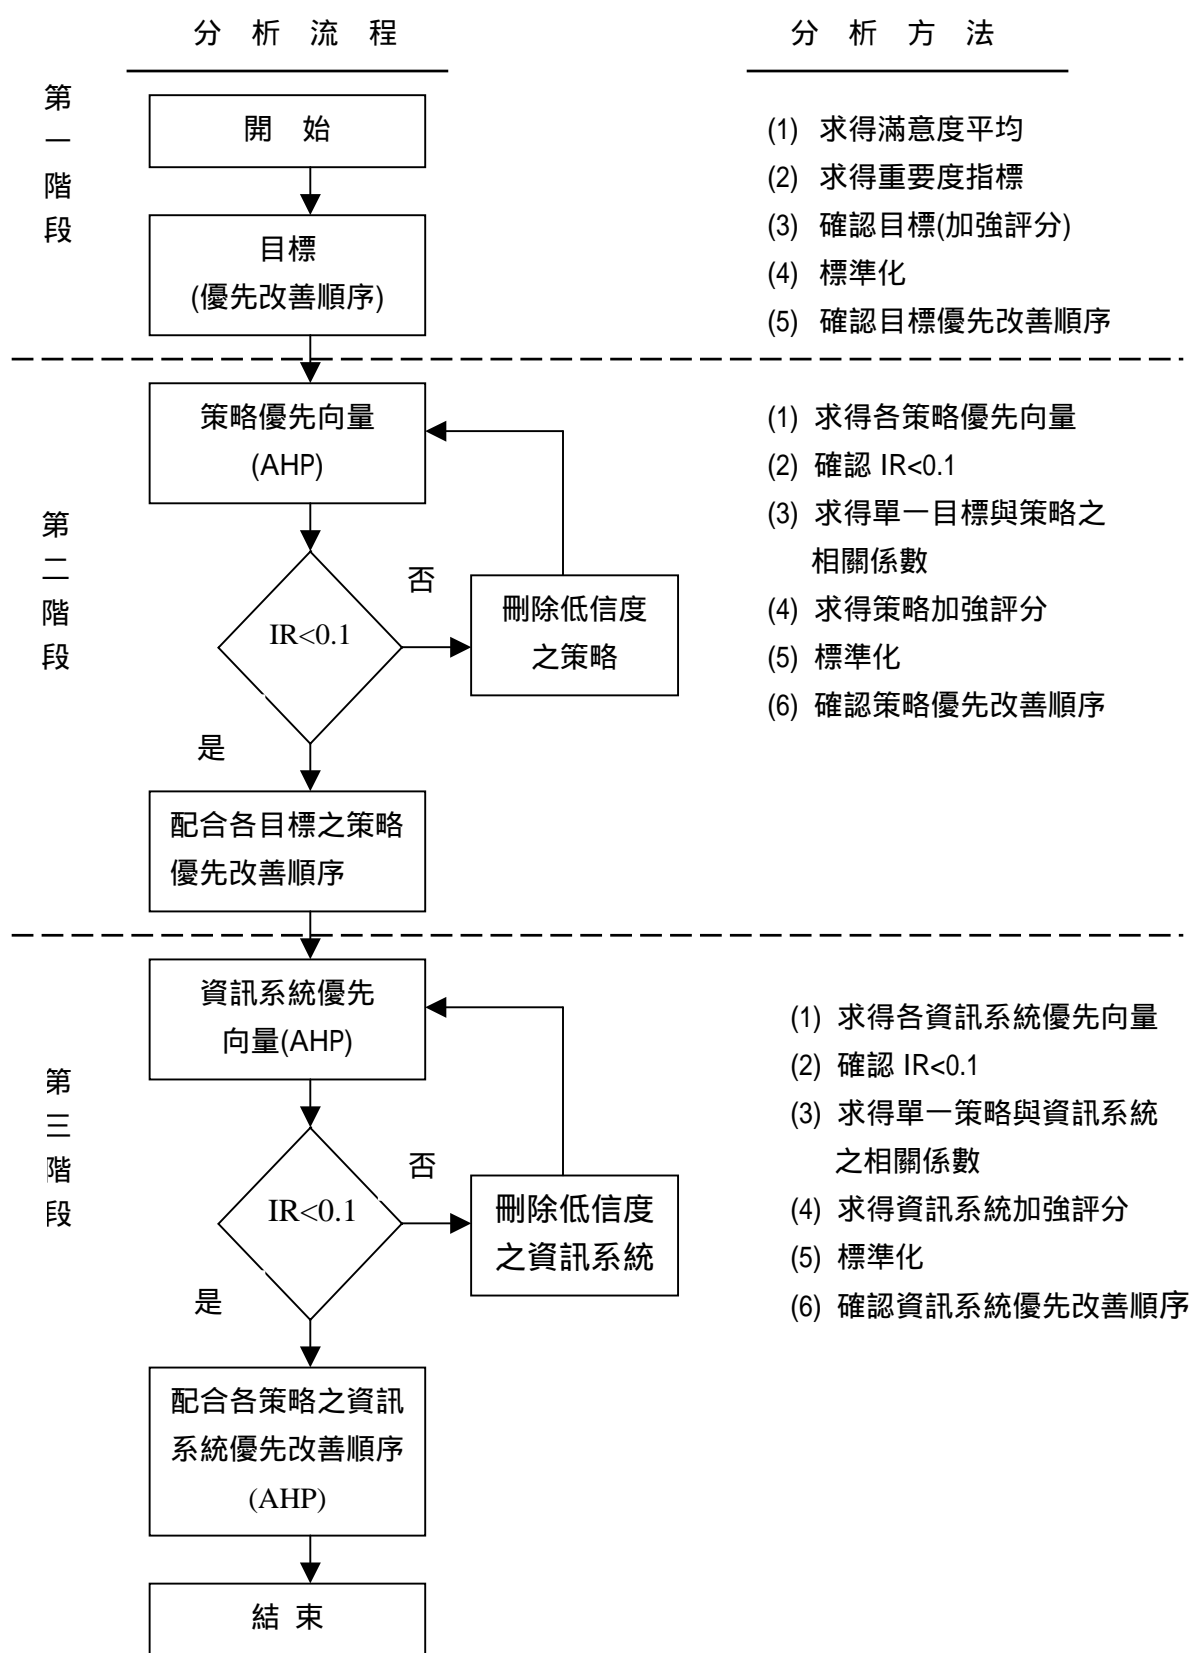 分 析 流 程
分 析 方 法
第一階段
開 始
目標
(優先改善順序)
(1) 求得滿意度平均
(2) 求得重要度指標
(3) 確認目標(加強評分)
(4) 標準化
(5) 確認目標優先改善順序
第二階段
策略優先向量
(AHP)
IR<0.1
否
刪除低信度
之策略
是
配合各目標之策略
優先改善順序
(1) 求得各策略優先向量
(2) 確認 IR<0.1
(3) 求得單一目標與策略之
相關係數
(4) 求得策略加強評分
(5) 標準化
(6) 確認策略優先改善順序
第三階段
資訊系統優先
向量(AHP)
IR<0.1
否
刪除低信度
之資訊系統
是
配合各策略之資訊
系統優先改善順序
(AHP)
結 束
(1) 求得各資訊系統優先向量
(2) 確認 IR<0.1
(3) 求得單一策略與資訊系統
之相關係數
(4) 求得資訊系統加強評分
(5) 標準化
(6) 確認資訊系統優先改善順序